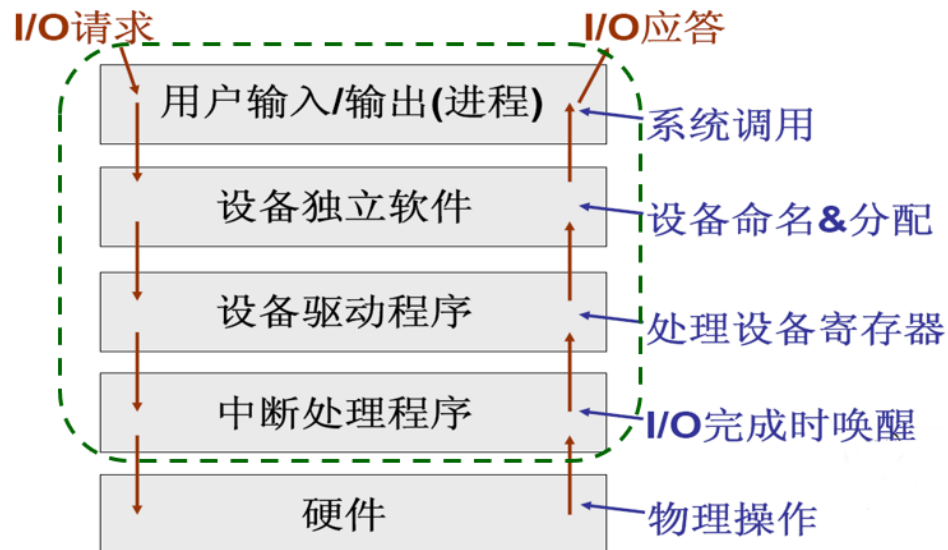 I/O请求
I/O应答
用户输入/输出(进程)
系统调用
设备独立软件
设备命名&分配
设备驱动程序
处理设备寄存器
中断处理程序
I/O完成时唤醒
硬件
物理操作